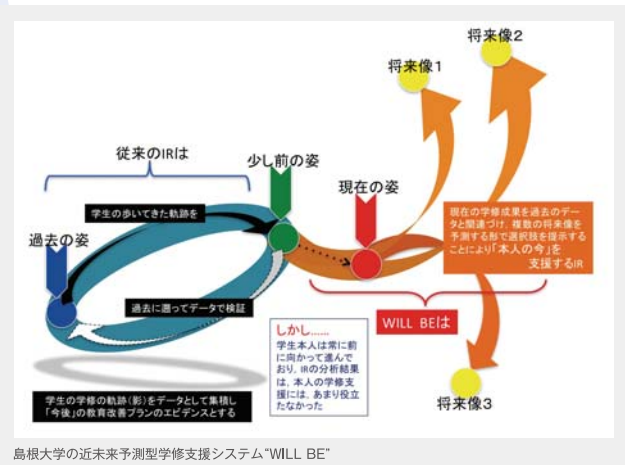 将来像2
将来像1
従来のIRは
少し前の姿
現在の姿
学生の歩いてきた軌跡を
過去の姿
現在の学修成果を過去のデー
タと関連づけ、複数の将来像を
予測する形で選択技を提示する
ことにより「本人の今」を
支援するIR
過去に遡ってデータで検証
WILL BEは
しかし……
学生本人は常に前
に向かって進んで
おり、IRの分析結果
は、本人の学修支
援には、あまり役立
たなかった
学生の学修の軌跡(影)をデータとして集積し
「今後」の教育改善プランのエビデンスとする
将来像3
島根大学の近未来予測型学修支援システム“WILL BE”